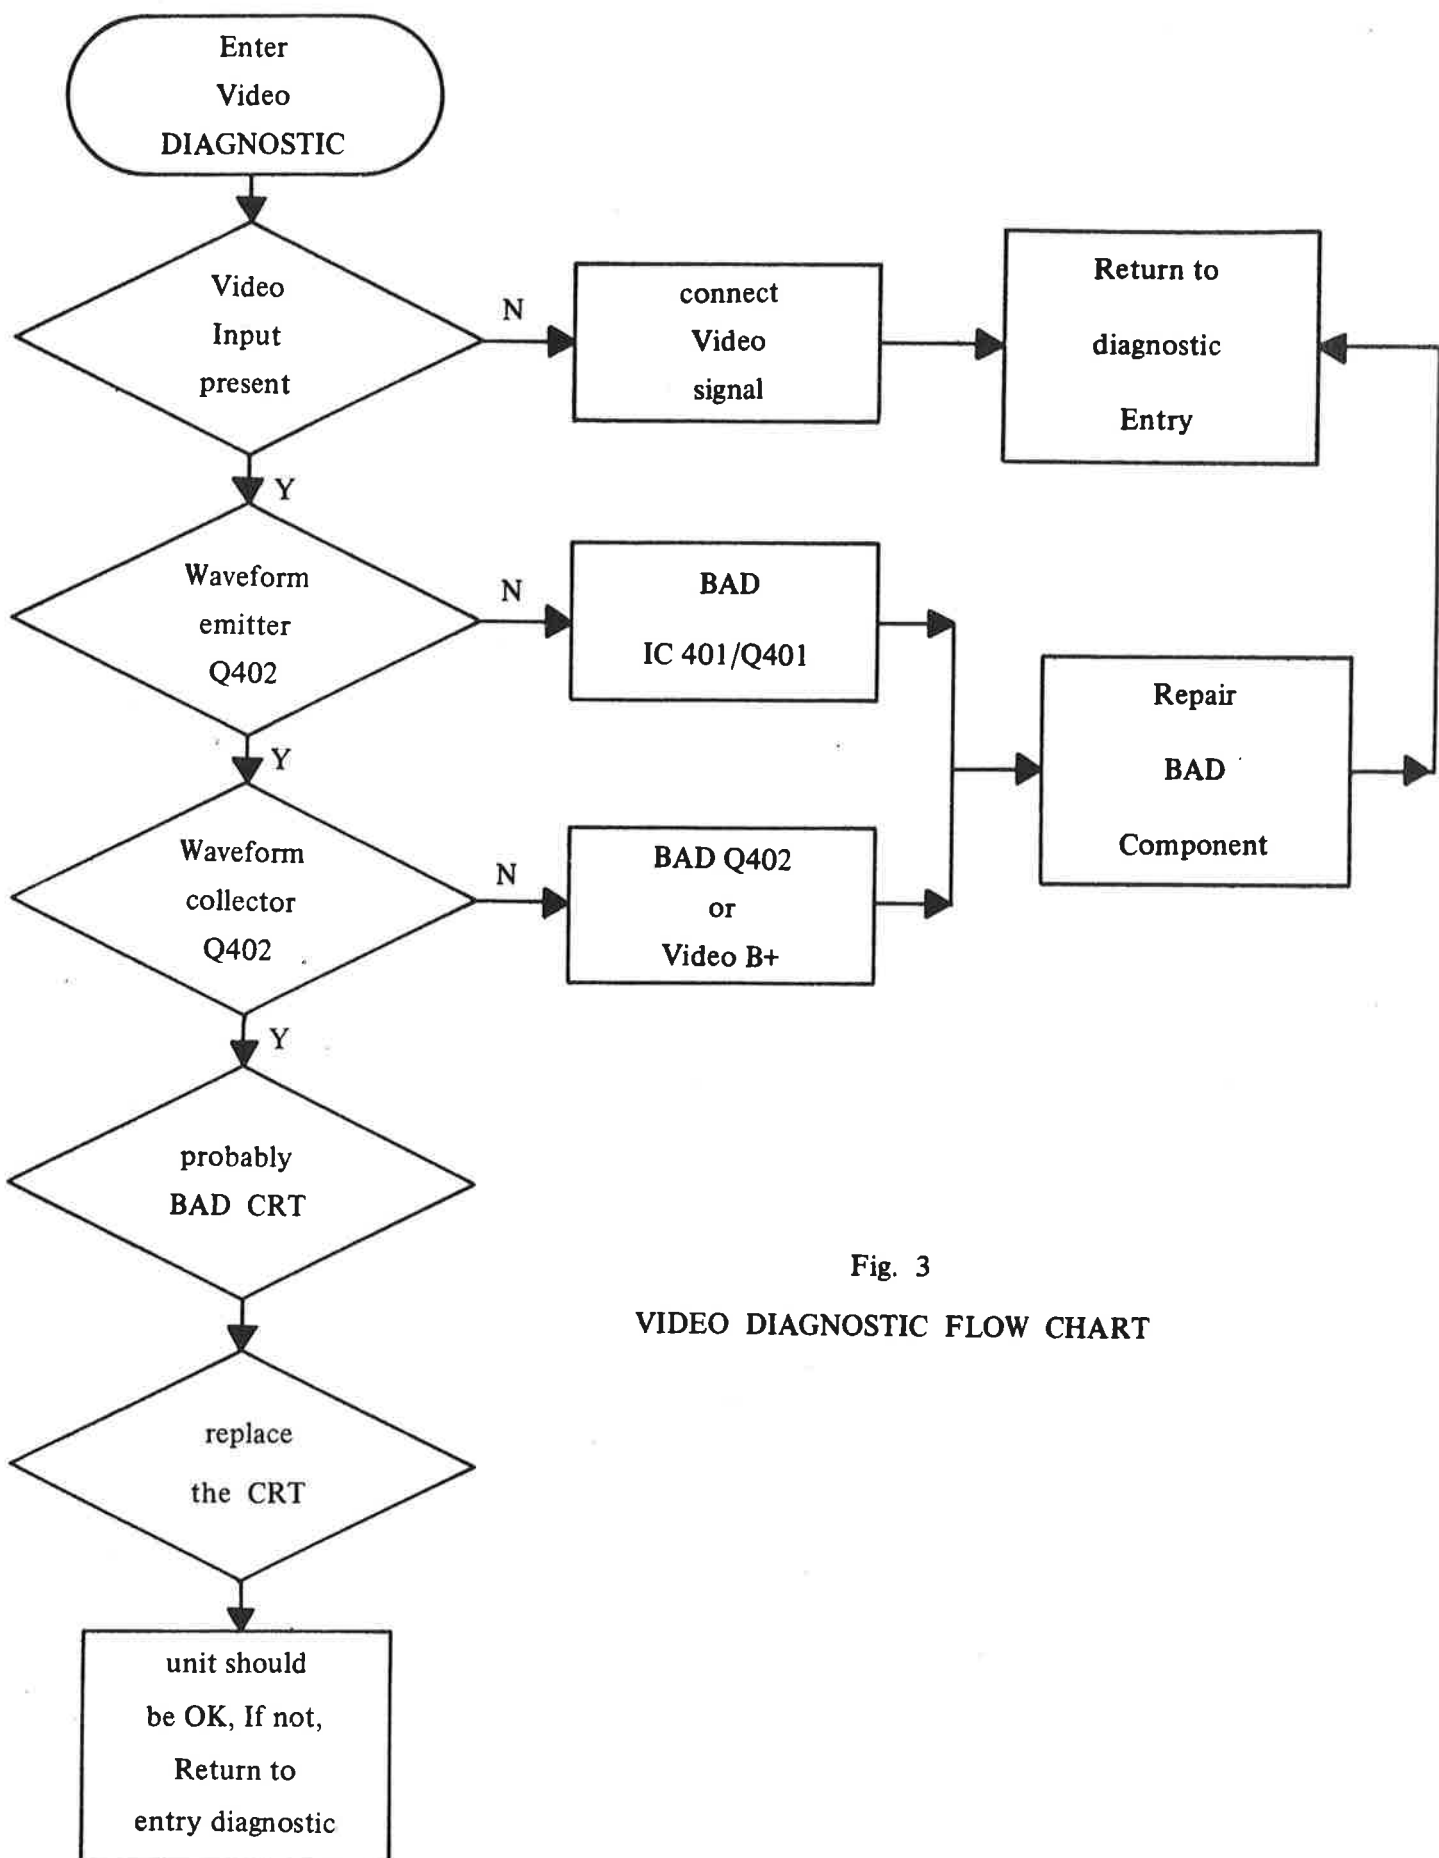 Enter
Video
DIAGNOSTIC
Video
Input
present
N
connect
Video
signal
Return to
diagnostic
Entry
Y
Waveform
emitter
Q402
N
BAD
IC 401/Q401
Repair
BAD
Component
Y
Waveform
collector
Q402
N
BAD Q402
or
Video B+
Y
probably
BAD CRT
Fig. 3
VIDEO DIAGNOSTIC FLOW CHART
replace
the CRT
unit should
be OK, If not,
Return to
entry diagnostic